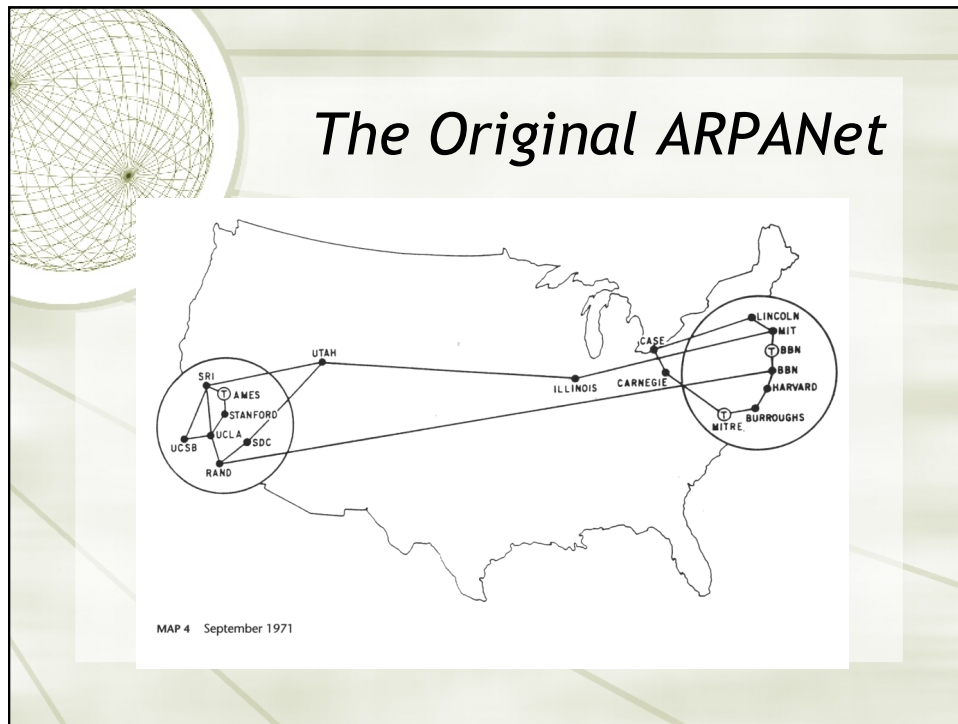 The Original ARPANet
LINCOLN
MIT
CASE
T BBN
UTAH
BBN
SRI
ILLINOIS
CARNEGIE
HARVARD
T AMES
STANFORD
T
BURROUGHS
MITRE
UCLA
SDC
UCSB
RAND
MAP 4 September 1971